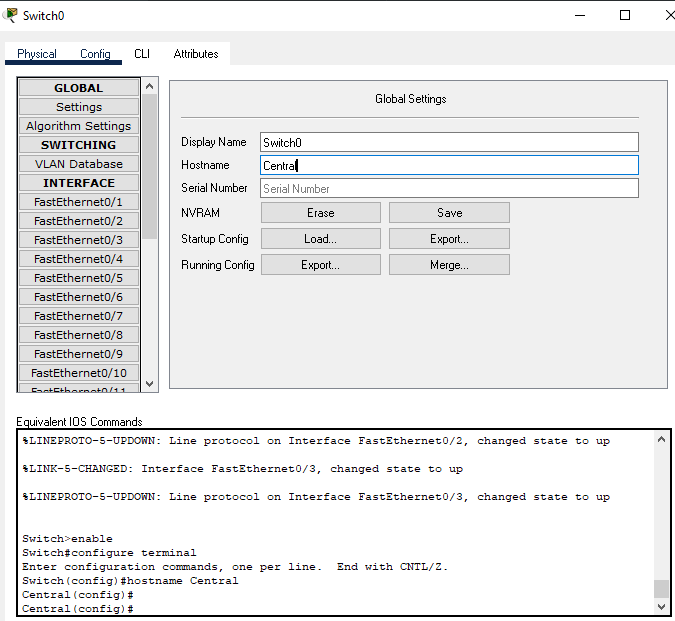 Switch0
Physical Config CLI Attributes
GLOBAL
Settings
Algorithm Settings
SWITCHING
VLAN Database
INTERFACE
FastEthernet0/1
FastEthernet0/2
FastEthernet0/3
FastEthernet0/4
FastEthernet0/5
FastEthernet0/6
FastEthernet0/7
FastEthernet0/8
FastEthernet0/9
FastEthernet0/10
FastEthernet0/11
Global Settings
Display Name Switch0
Hostname Central
Serial Number Serial Number
NVRAM Erase Save
Startup Config Load... Export...
Running Config Export... Merge...
Equivalent IOS Commands
%LINEPROTO-5-UPDOWN: Line protocol on Interface FastEthernet0/2, changed state to up
%LINK-5-CHANGED: Interface FastEthernet0/3, changed state to up
%LINEPROTO-5-UPDOWN: Line protocol on Interface FastEthernet0/3, changed state to up
Switch>enable
Switch#configure terminal
Enter configuration commands, one per line.  End with CNTL/Z.
Switch(config)#hostname Central
Central(config)#
Central(config)#